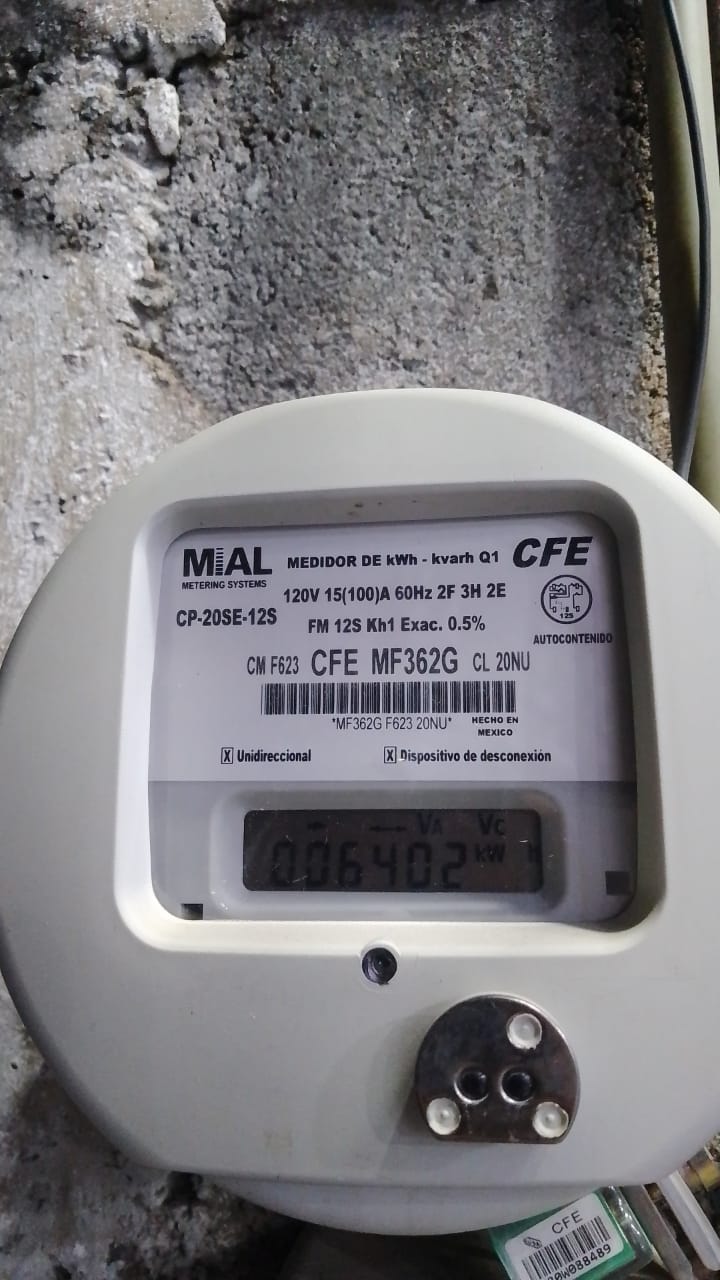 MIAL
METERING SYSTEMS
MEDIDOR DE kWh - kvarh Q1
CFE
120V 15(100)A 60Hz 2F 3H 2E
CP-20SE-12S
FM 12S Kh1 Exac. 0.5%
12S
AUTOCONTENIDO
CM F623 CFE MF362G CL 20NU
*MF362G F623 20NU*
HECHO EN
MEXICO
X Unidireccional
X Dispositivo de desconexión
VA VC
006402 kW H
CFE